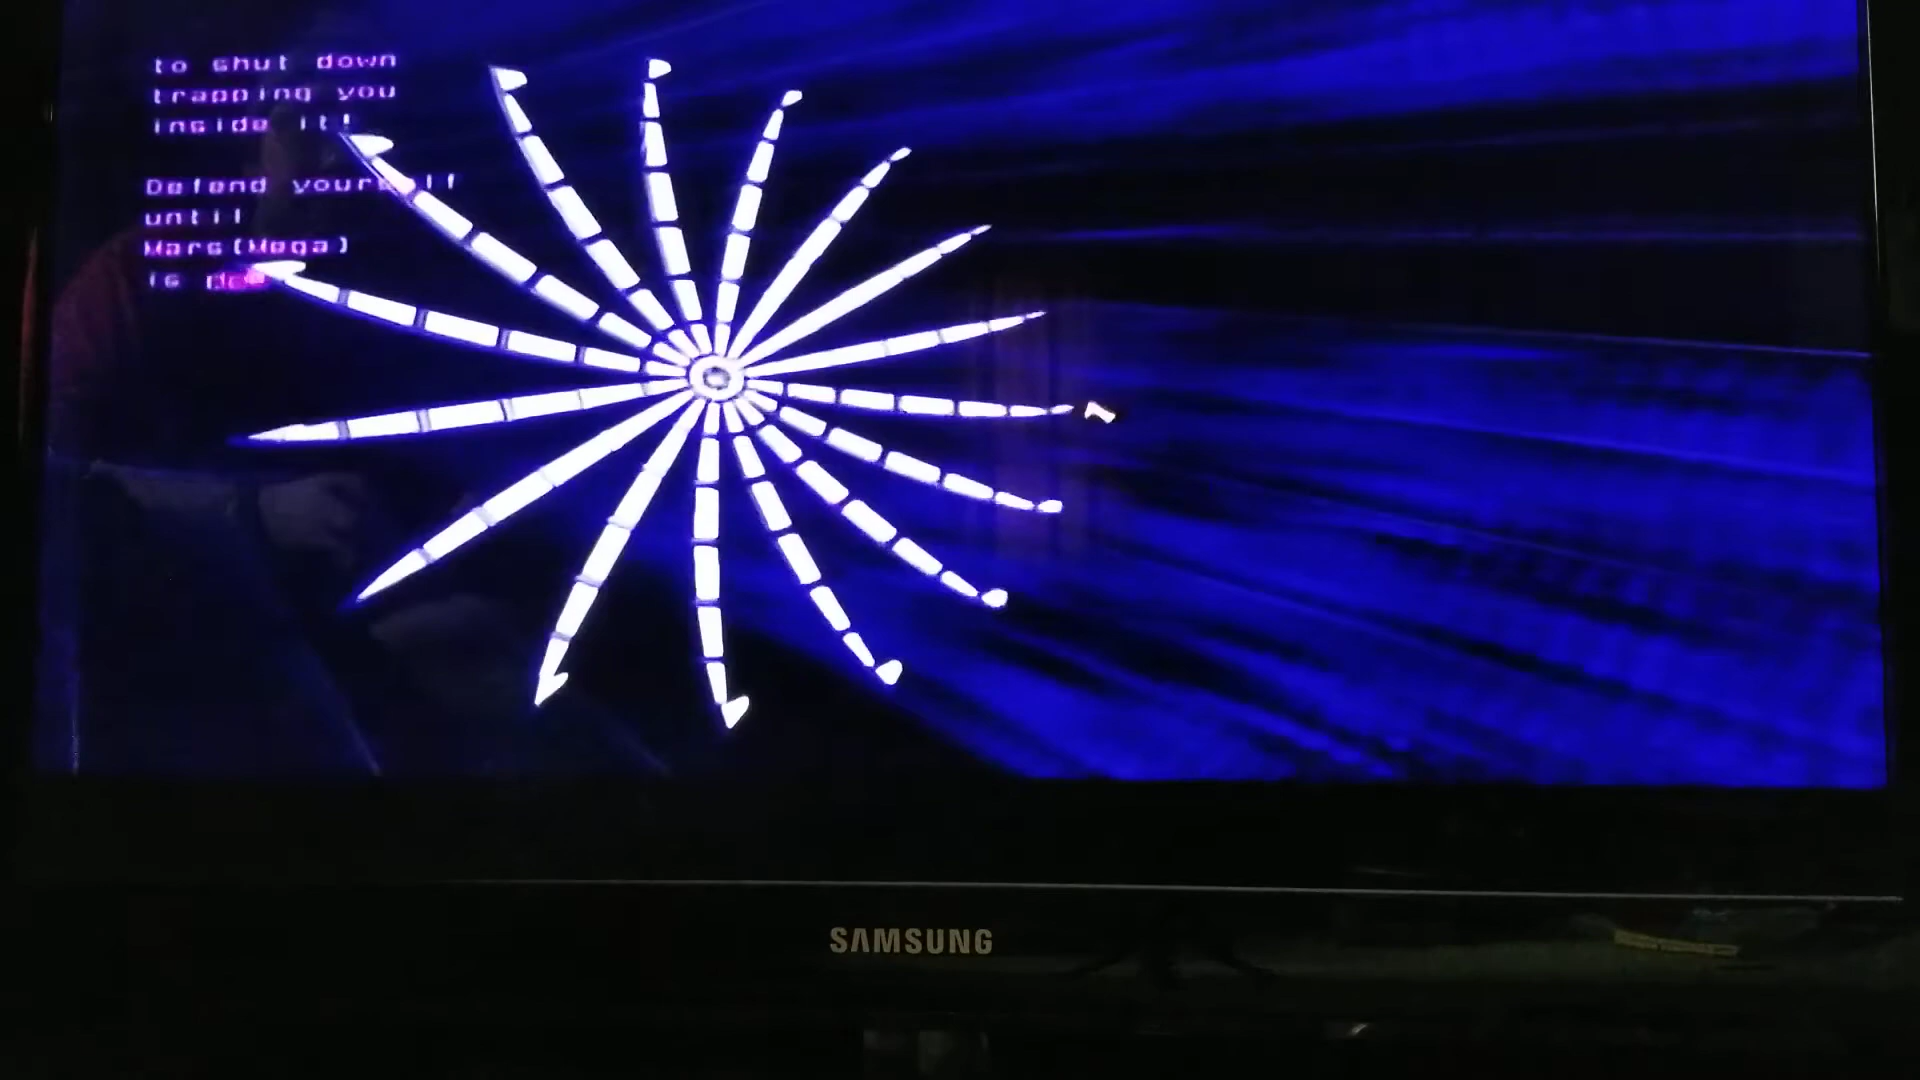 to shut down
trapping you
inside it!
Defend yourself
until
Mars(Mega)
is
SAMSUNG